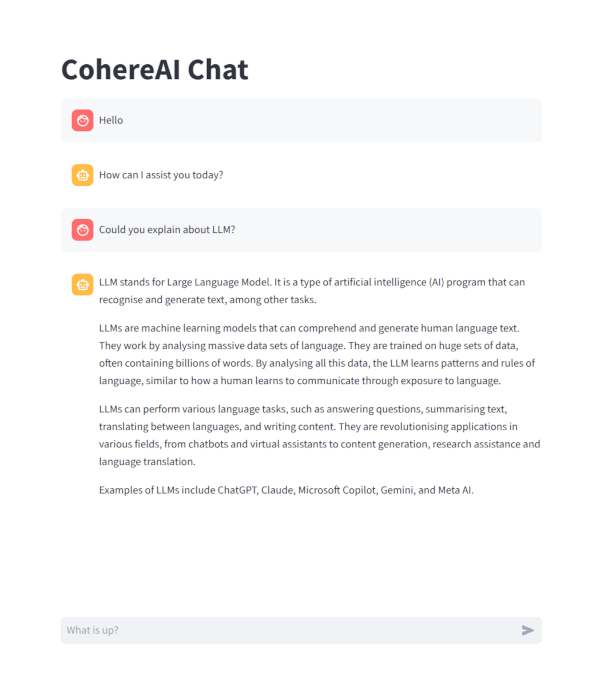 CohereAI Chat
Hello
How can I assist you today?
Could you explain about LLM?
LLM stands for Large Language Model. It is a type of artificial intelligence (AI) program that can
recognise and generate text, among other tasks.
LLMs are machine learning models that can comprehend and generate human language text.
They work by analysing massive data sets of language. They are trained on huge sets of data,
often containing billions of words. By analysing all this data, the LLM learns patterns and rules of
language, similar to how a human learns to communicate through exposure to language.
LLMs can perform various language tasks, such as answering questions, summarising text,
translating between languages, and writing content. They are revolutionising applications in
various fields, from chatbots and virtual assistants to content generation, research assistance and
language translation.
Examples of LLMs include ChatGPT, Claude, Microsoft Copilot, Gemini, and Meta AI.
What is up?